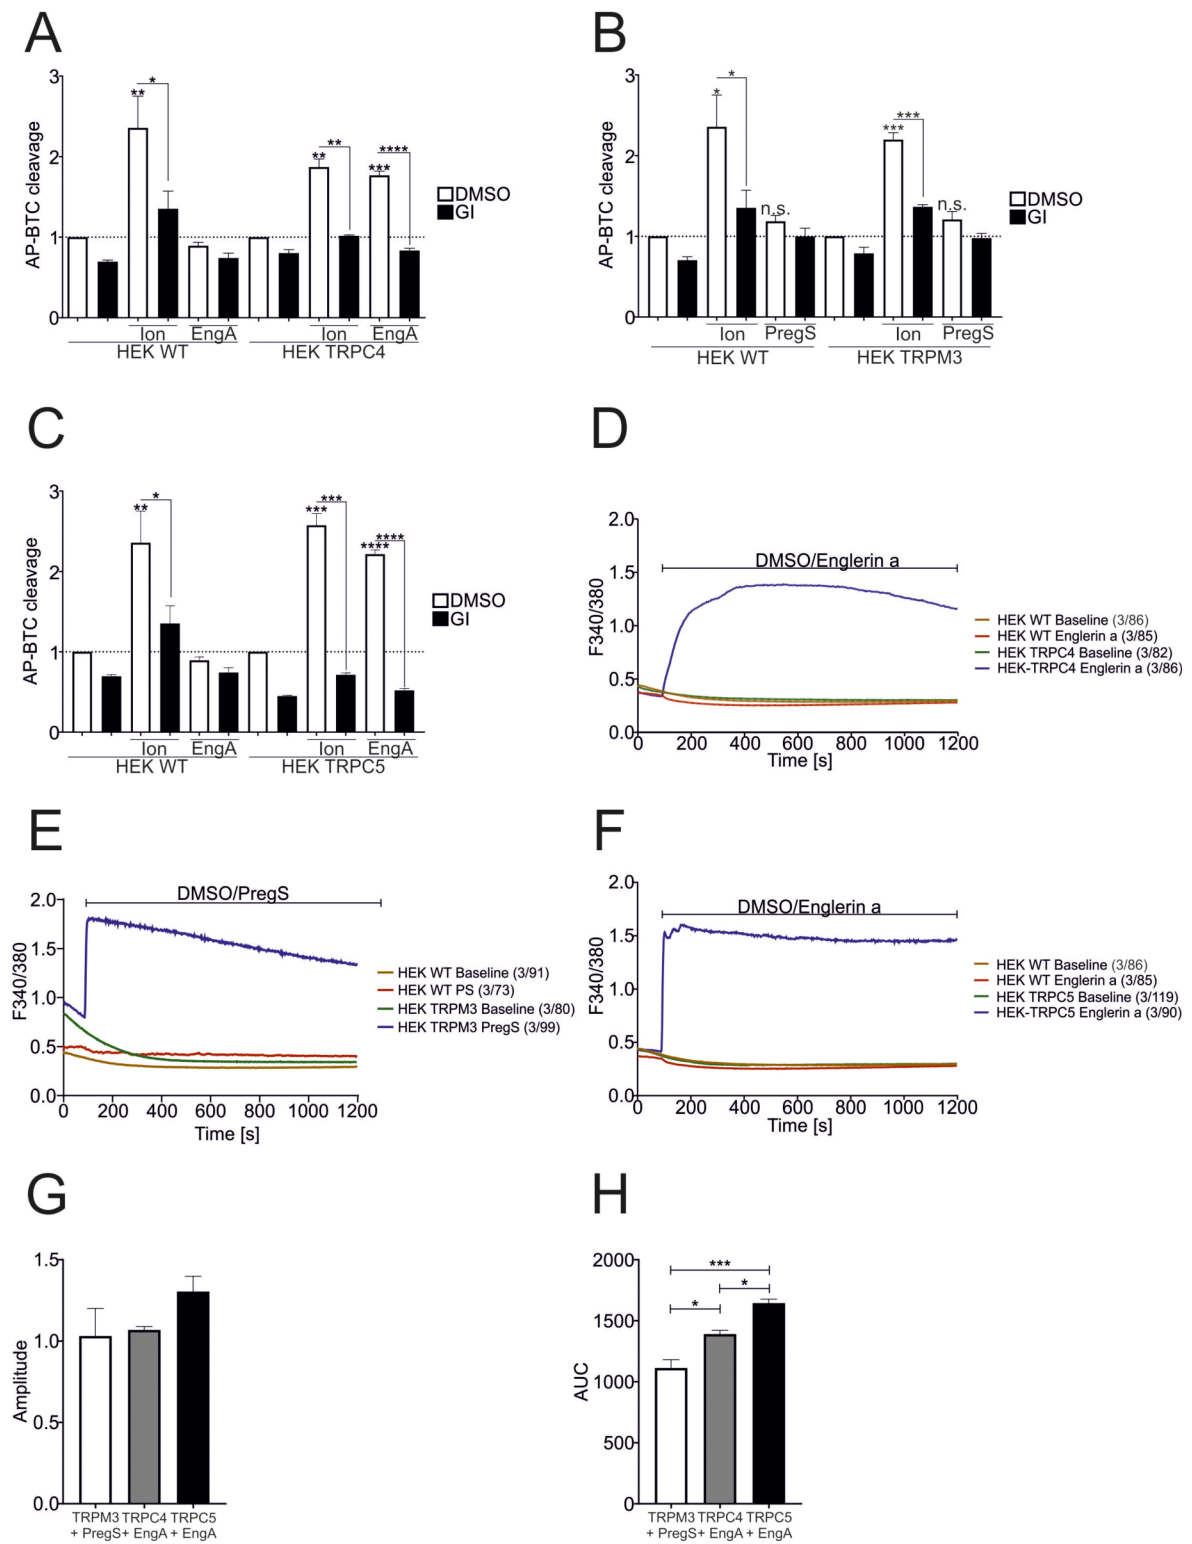 A
AP-BTC cleavage
3
2
1
0
**
*
**
**
***
****
DMSO
GI
Ion
EngA
Ion
EngA
HEK WT
HEK TRPC4
B
AP-BTC cleavage
3
2
1
0
*
*
n.s.
***
***
n.s.
DMSO
GI
Ion
PregS
Ion
PregS
HEK WT
HEK TRPM3
C
AP-BTC cleavage
3
2
1
0
**
*
***
***
****
****
DMSO
GI
Ion
EngA
Ion
EngA
HEK WT
HEK TRPC5
D
F340/380
2.0
1.5
1.0
0.5
0.0
DMSO/Englerin a
0 200 400 600 800 1000 1200
Time [s]
HEK WT Baseline (3/86)
HEK WT Englerin a (3/85)
HEK TRPC4 Baseline (3/82)
HEK-TRPC4 Englerin a (3/86)
E
F340/380
2.0
1.5
1.0
0.5
0.0
DMSO/PregS
0 200 400 600 800 1000 1200
Time [s]
HEK WT Baseline (3/91)
HEK WT PS (3/73)
HEK TRPM3 Baseline (3/80)
HEK TRPM3 PregS (3/99)
F
F340/380
2.0
1.5
1.0
0.5
0.0
DMSO/Englerin a
0 200 400 600 800 1000 1200
Time [s]
HEK WT Baseline (3/86)
HEK WT Englerin a (3/85)
HEK TRPC5 Baseline (3/119)
HEK-TRPC5 Englerin a (3/90)
G
Amplitude
1.5
1.0
0.5
0.0
TRPM3 TRPC4 TRPC5
+ PregS + EngA + EngA
H
AUC
2000
1500
1000
500
0
***
*
*
TRPM3 TRPC4 TRPC5
+ PregS + EngA + EngA